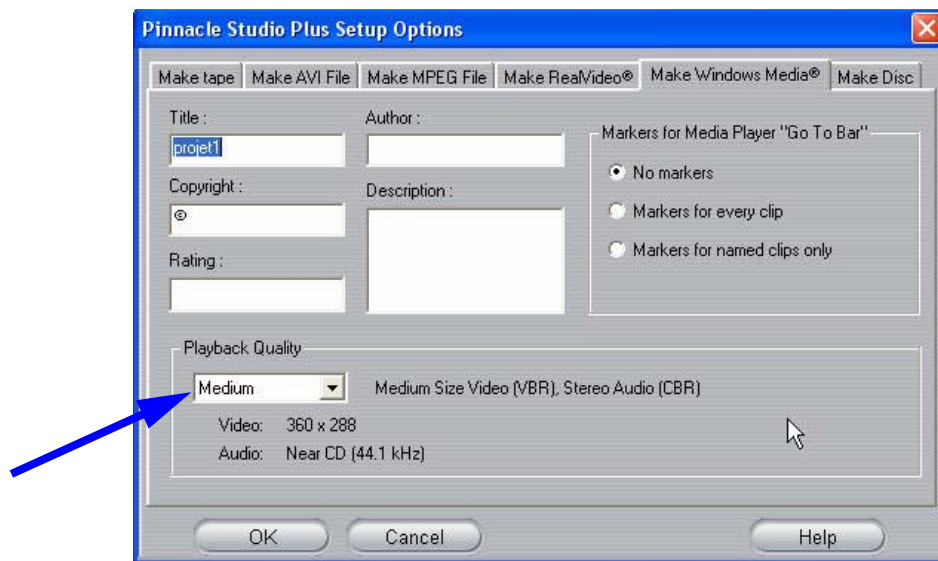 Pinnacle Studio Plus Setup Options
Make tape Make AVI File Make MPEG File Make RealVideo® Make Windows Media® Make Disc
Title :
projet1
Author :
Copyright :
©
Description :
Rating :
Markers for Media Player "Go To Bar"
No markers
Markers for every clip
Markers for named clips only
Playback Quality
Medium
Medium Size Video (VBR), Stereo Audio (CBR)
Video: 360 x 288
Audio: Near CD (44.1 kHz)
OK Cancel Help